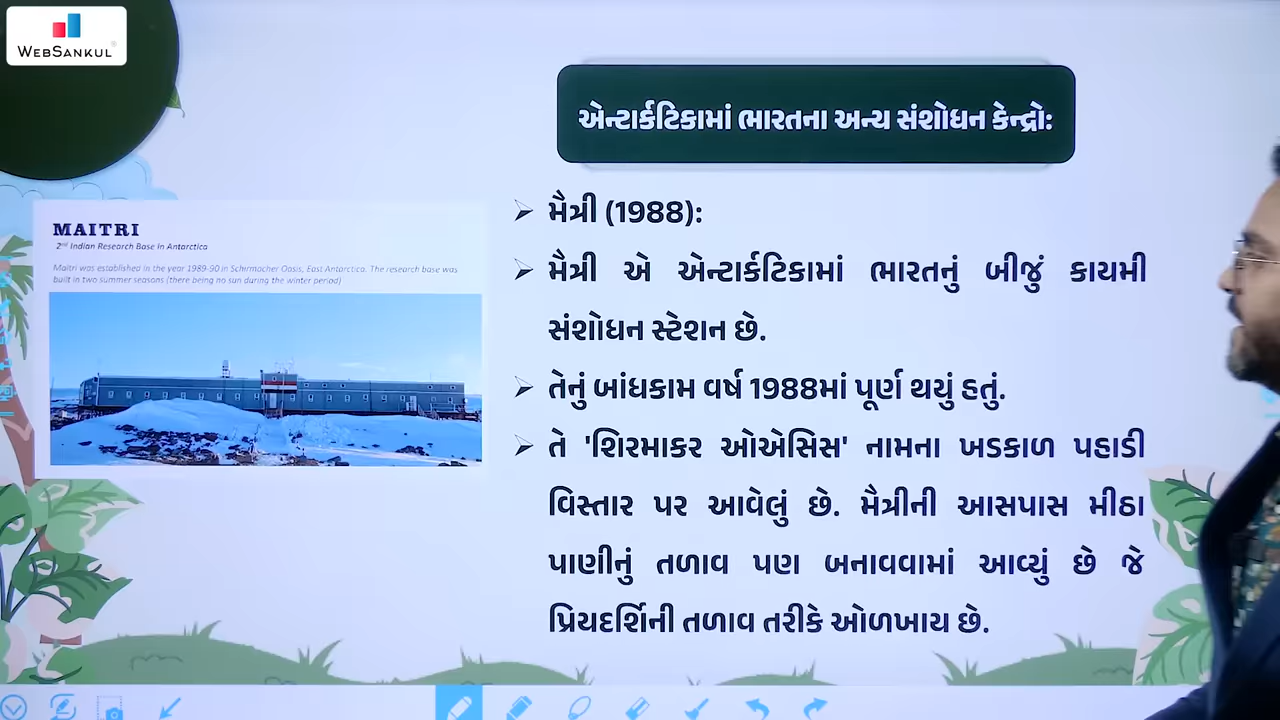 WEBSANKUL
એન્ટાર્કટિકામાં ભારતના અન્ય સંશોધન કેન્દ્રો:
MAITRI
2nd Indian Research Base in Antarctica
Maitri was established in the year 1989-90 in Schirmacher Oasis, East Antarctica. The research base was
built in two summer seasons (there being no sun during the winter period)
➢ મૈત્રી (1988):
➢ મૈત્રી એ એન્ટાર્કટિકામાં ભારતનું બીજું કાયમી
સંશોધન સ્ટેશન છે.
➢ તેનું બાંધકામ વર્ષ 1988માં પૂર્ણ થયું હતું.
➢ તે 'શિરમાકર ઓએસિસ' નામના ખડકાળ પહાડી
વિસ્તાર પર આવેલું છે. મૈત્રીની આસપાસ મીઠા
પાણીનું તળાવ પણ બનાવવામાં આવ્યું છે જે
પ્રિયદર્શિની તળાવ તરીકે ઓળખાય છે.